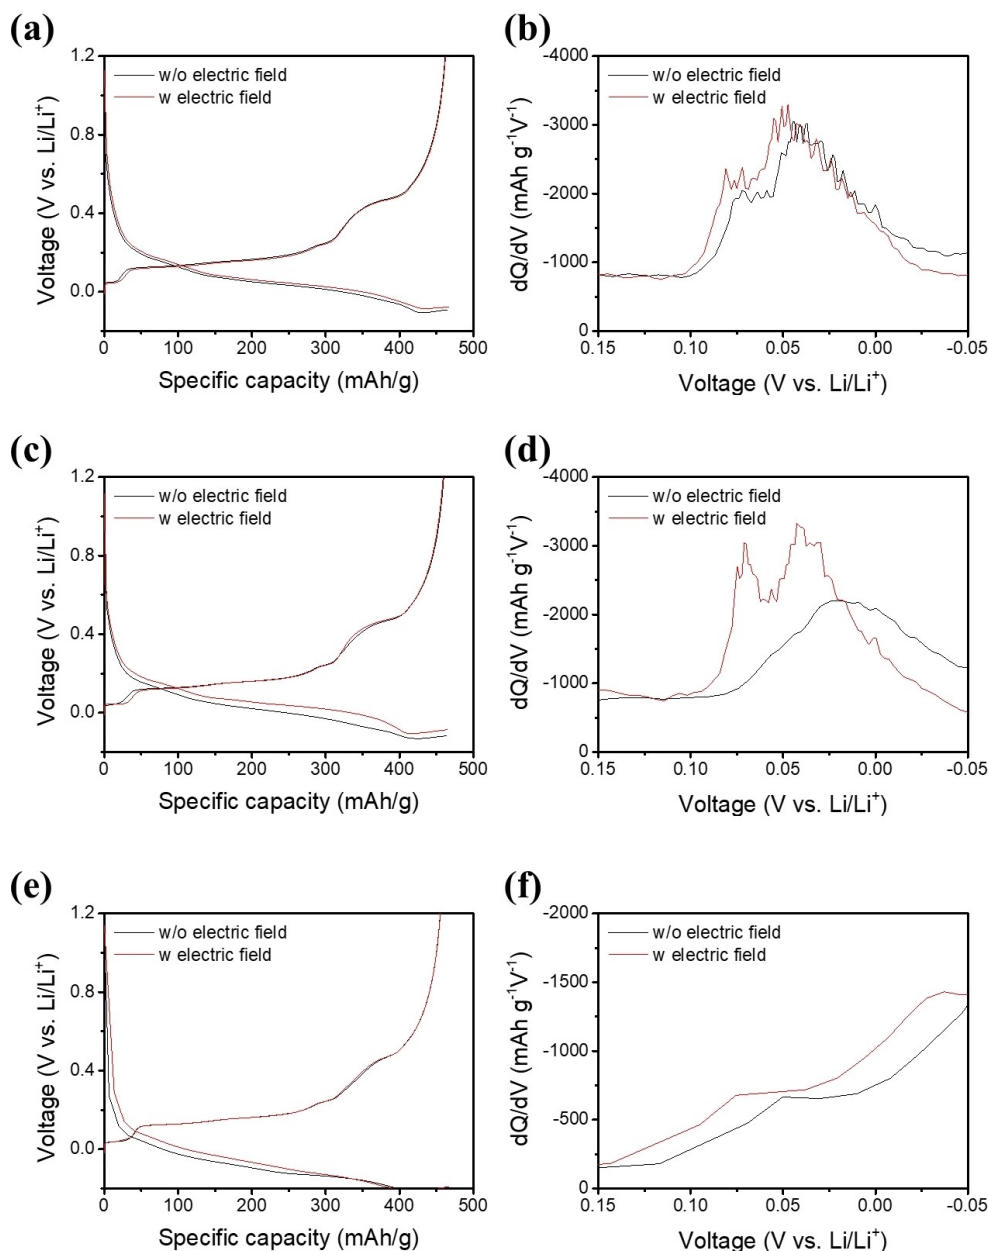 (a)
w/o electric field
w electric field
1.2
0.8
0.4
0.0
Voltage (V vs. Li/Li⁺)
0 100 200 300 400 500
Specific capacity (mAh/g)
(b)
w/o electric field
w electric field
-4000
-3000
-2000
-1000
0
dQ/dV (mAh g⁻¹V⁻¹)
0.15 0.10 0.05 0.00 -0.05
Voltage (V vs. Li/Li⁺)
(c)
w/o electric field
w electric field
1.2
0.8
0.4
0.0
Voltage (V vs. Li/Li⁺)
0 100 200 300 400 500
Specific capacity (mAh/g)
(d)
w/o electric field
w electric field
-4000
-3000
-2000
-1000
0
dQ/dV (mAh g⁻¹V⁻¹)
0.15 0.10 0.05 0.00 -0.05
Voltage (V vs. Li/Li⁺)
(e)
w/o electric field
w electric field
1.2
0.8
0.4
0.0
Voltage (V vs. Li/Li⁺)
0 100 200 300 400 500
Specific capacity (mAh/g)
(f)
w/o electric field
w electric field
-2000
-1500
-1000
-500
0
dQ/dV (mAh g⁻¹V⁻¹)
0.15 0.10 0.05 0.00 -0.05
Voltage (V vs. Li/Li⁺)